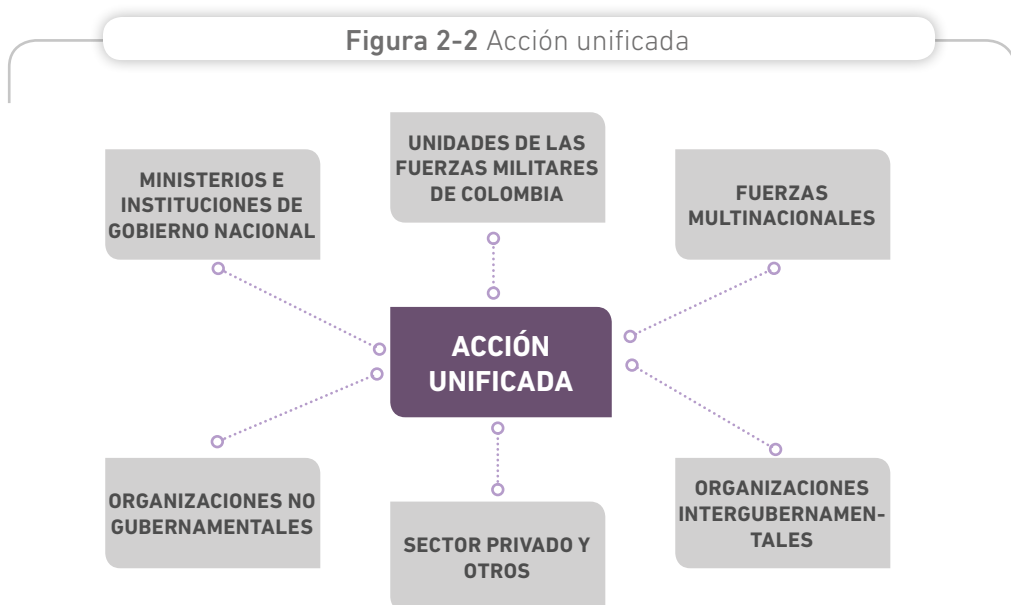 Figura 2-2 Acción unificada
MINISTERIOS E
INSTITUCIONES DE
GOBIERNO NACIONAL
UNIDADES DE LAS
FUERZAS MILITARES
DE COLOMBIA
FUERZAS
MULTINACIONALES
ACCIÓN
UNIFICADA
ORGANIZACIONES NO
GUBERNAMENTALES
SECTOR PRIVADO Y
OTROS
ORGANIZACIONES
INTERGUBERNAMEN-
TALES